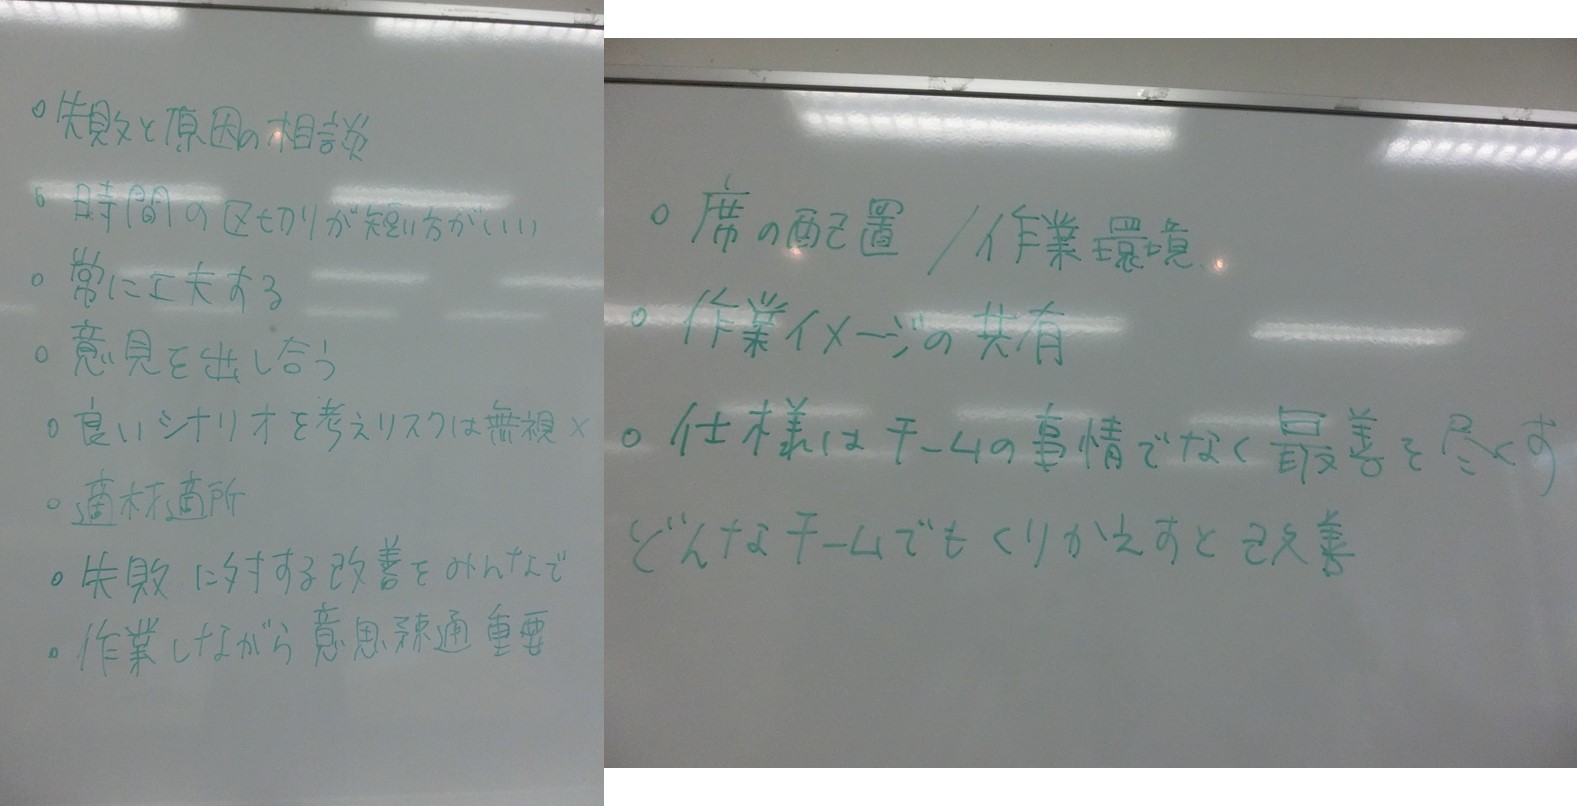 ○失敗と原因の相談
○時間の区切りが短い方がいい
○常に工夫する
○意見を出し合う
○良いシナリオを考えリスクは無視×
○適材適所
○失敗に対する改善をみんなで
○作業しながら意思疎通重要
○席の配置/作業環境
○作業イメージの共有
○仕様はチームの事情でなく最善を尽くす
どんなチームでもくりかえすと改善